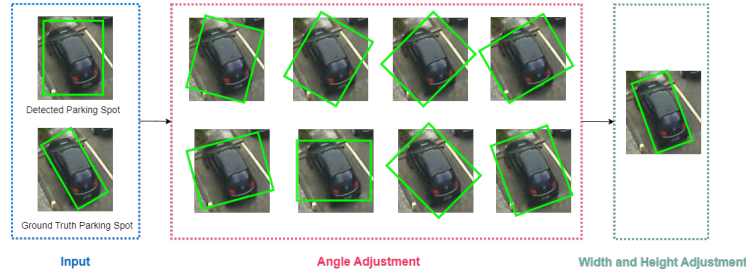 Detected Parking Spot
Ground Truth Parking Spot
Input
Angle Adjustment
Width and Height Adjustment